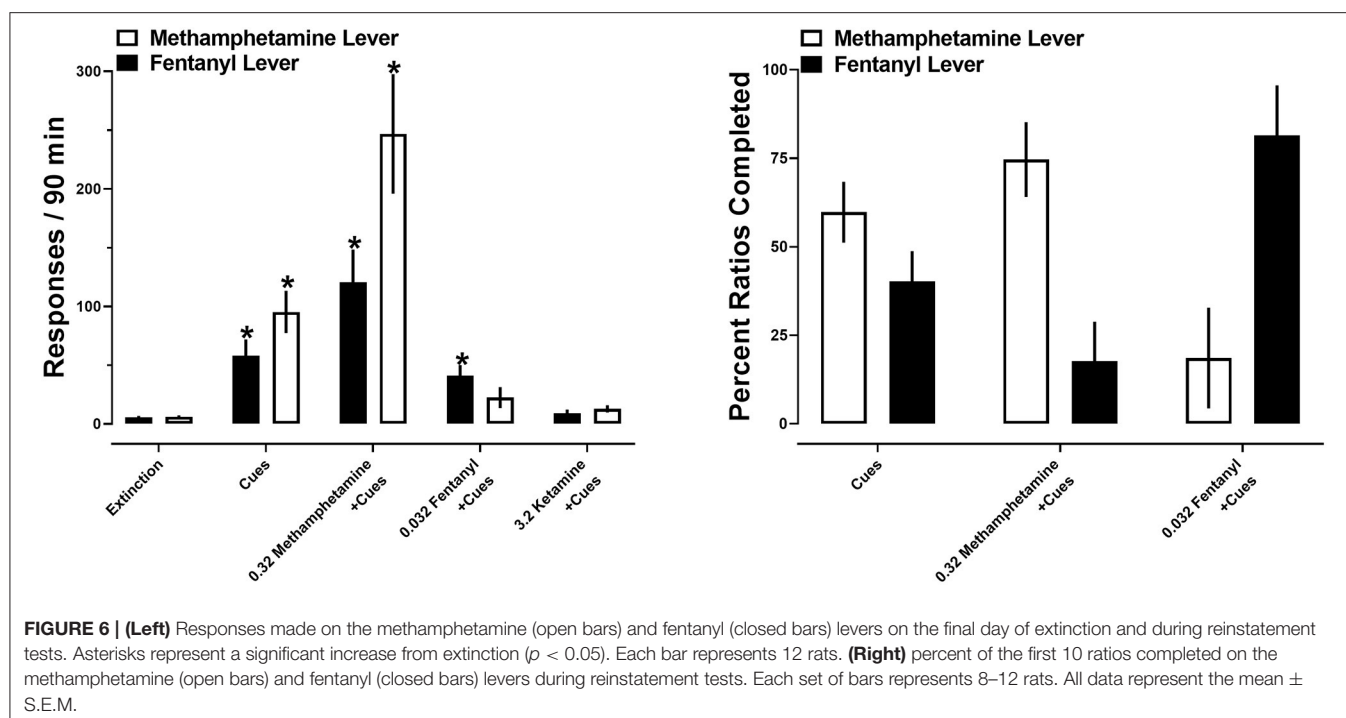 Methamphetamine Lever
Fentanyl Lever
Responses / 90 min
300
200
100
0
*
*
*
*
*
Extinction
Cues
0.32 Methamphetamine
+Cues
0.032 Fentanyl
+Cues
3.2 Ketamine
+Cues
Methamphetamine Lever
Fentanyl Lever
Percent Ratios Completed
100
75
50
25
0
Cues
0.32 Methamphetamine
+Cues
0.032 Fentanyl
+Cues
FIGURE 6 | (Left) Responses made on the methamphetamine (open bars) and fentanyl (closed bars) levers on the final day of extinction and during reinstatement
tests. Asterisks represent a significant increase from extinction (p < 0.05). Each bar represents 12 rats. (Right) percent of the first 10 ratios completed on the
methamphetamine (open bars) and fentanyl (closed bars) levers during reinstatement tests. Each set of bars represents 8–12 rats. All data represent the mean ±
S.E.M.